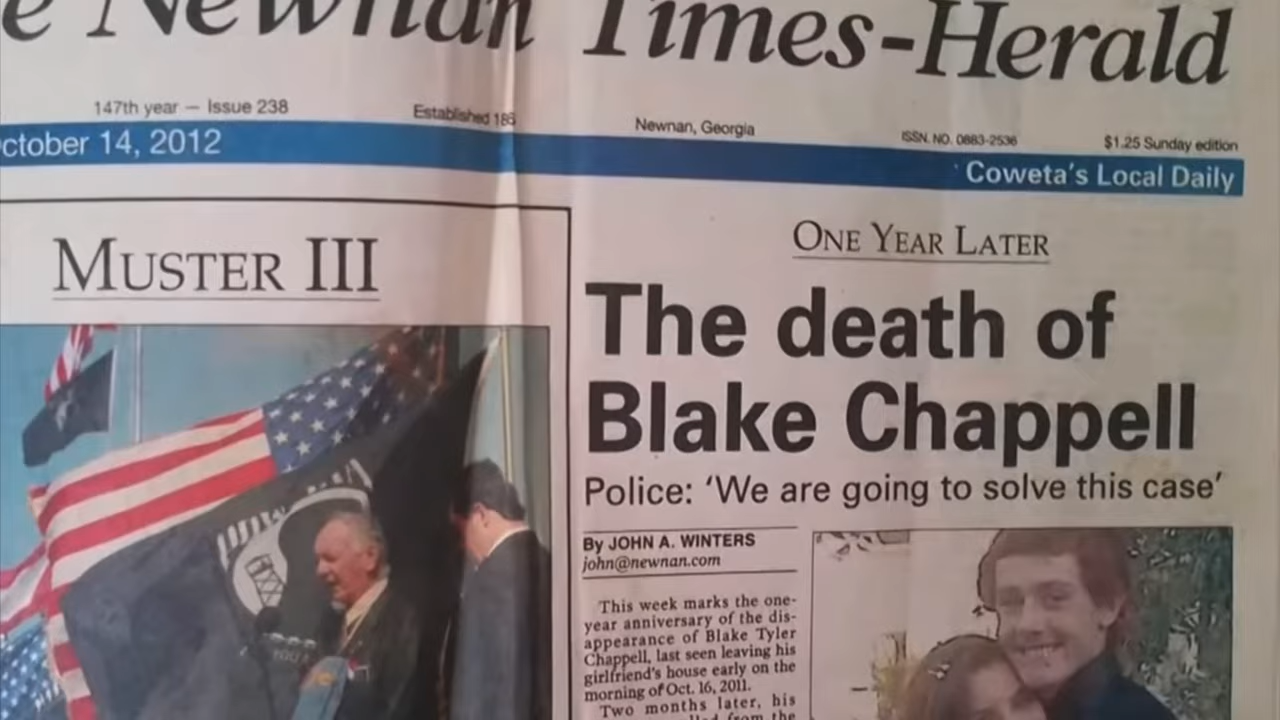 e Newnan Times-Herald
147th year — Issue 238
Established 186
Newnan, Georgia
ISSN. NO. 0883-2536
$1.25 Sunday edition
ctober 14, 2012
Coweta's Local Daily
MUSTER III
ONE YEAR LATER
The death of
Blake Chappell
Police: 'We are going to solve this case'
By JOHN A. WINTERS
john@newnan.com
This week marks the one-
year anniversary of the dis-
appearance of Blake Tyler
Chappell, last seen leaving his
girlfriend's house early on the
morning of Oct. 16, 2011.
Two months later, his
from the